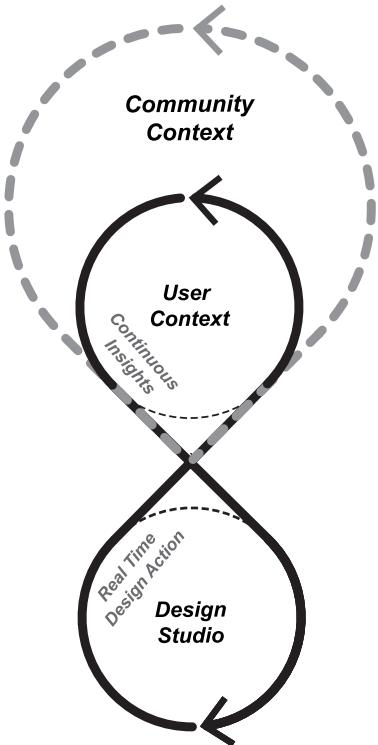 Community
Context
User
Context
Continuous
Insights
Real Time
Design Action
Design
Studio